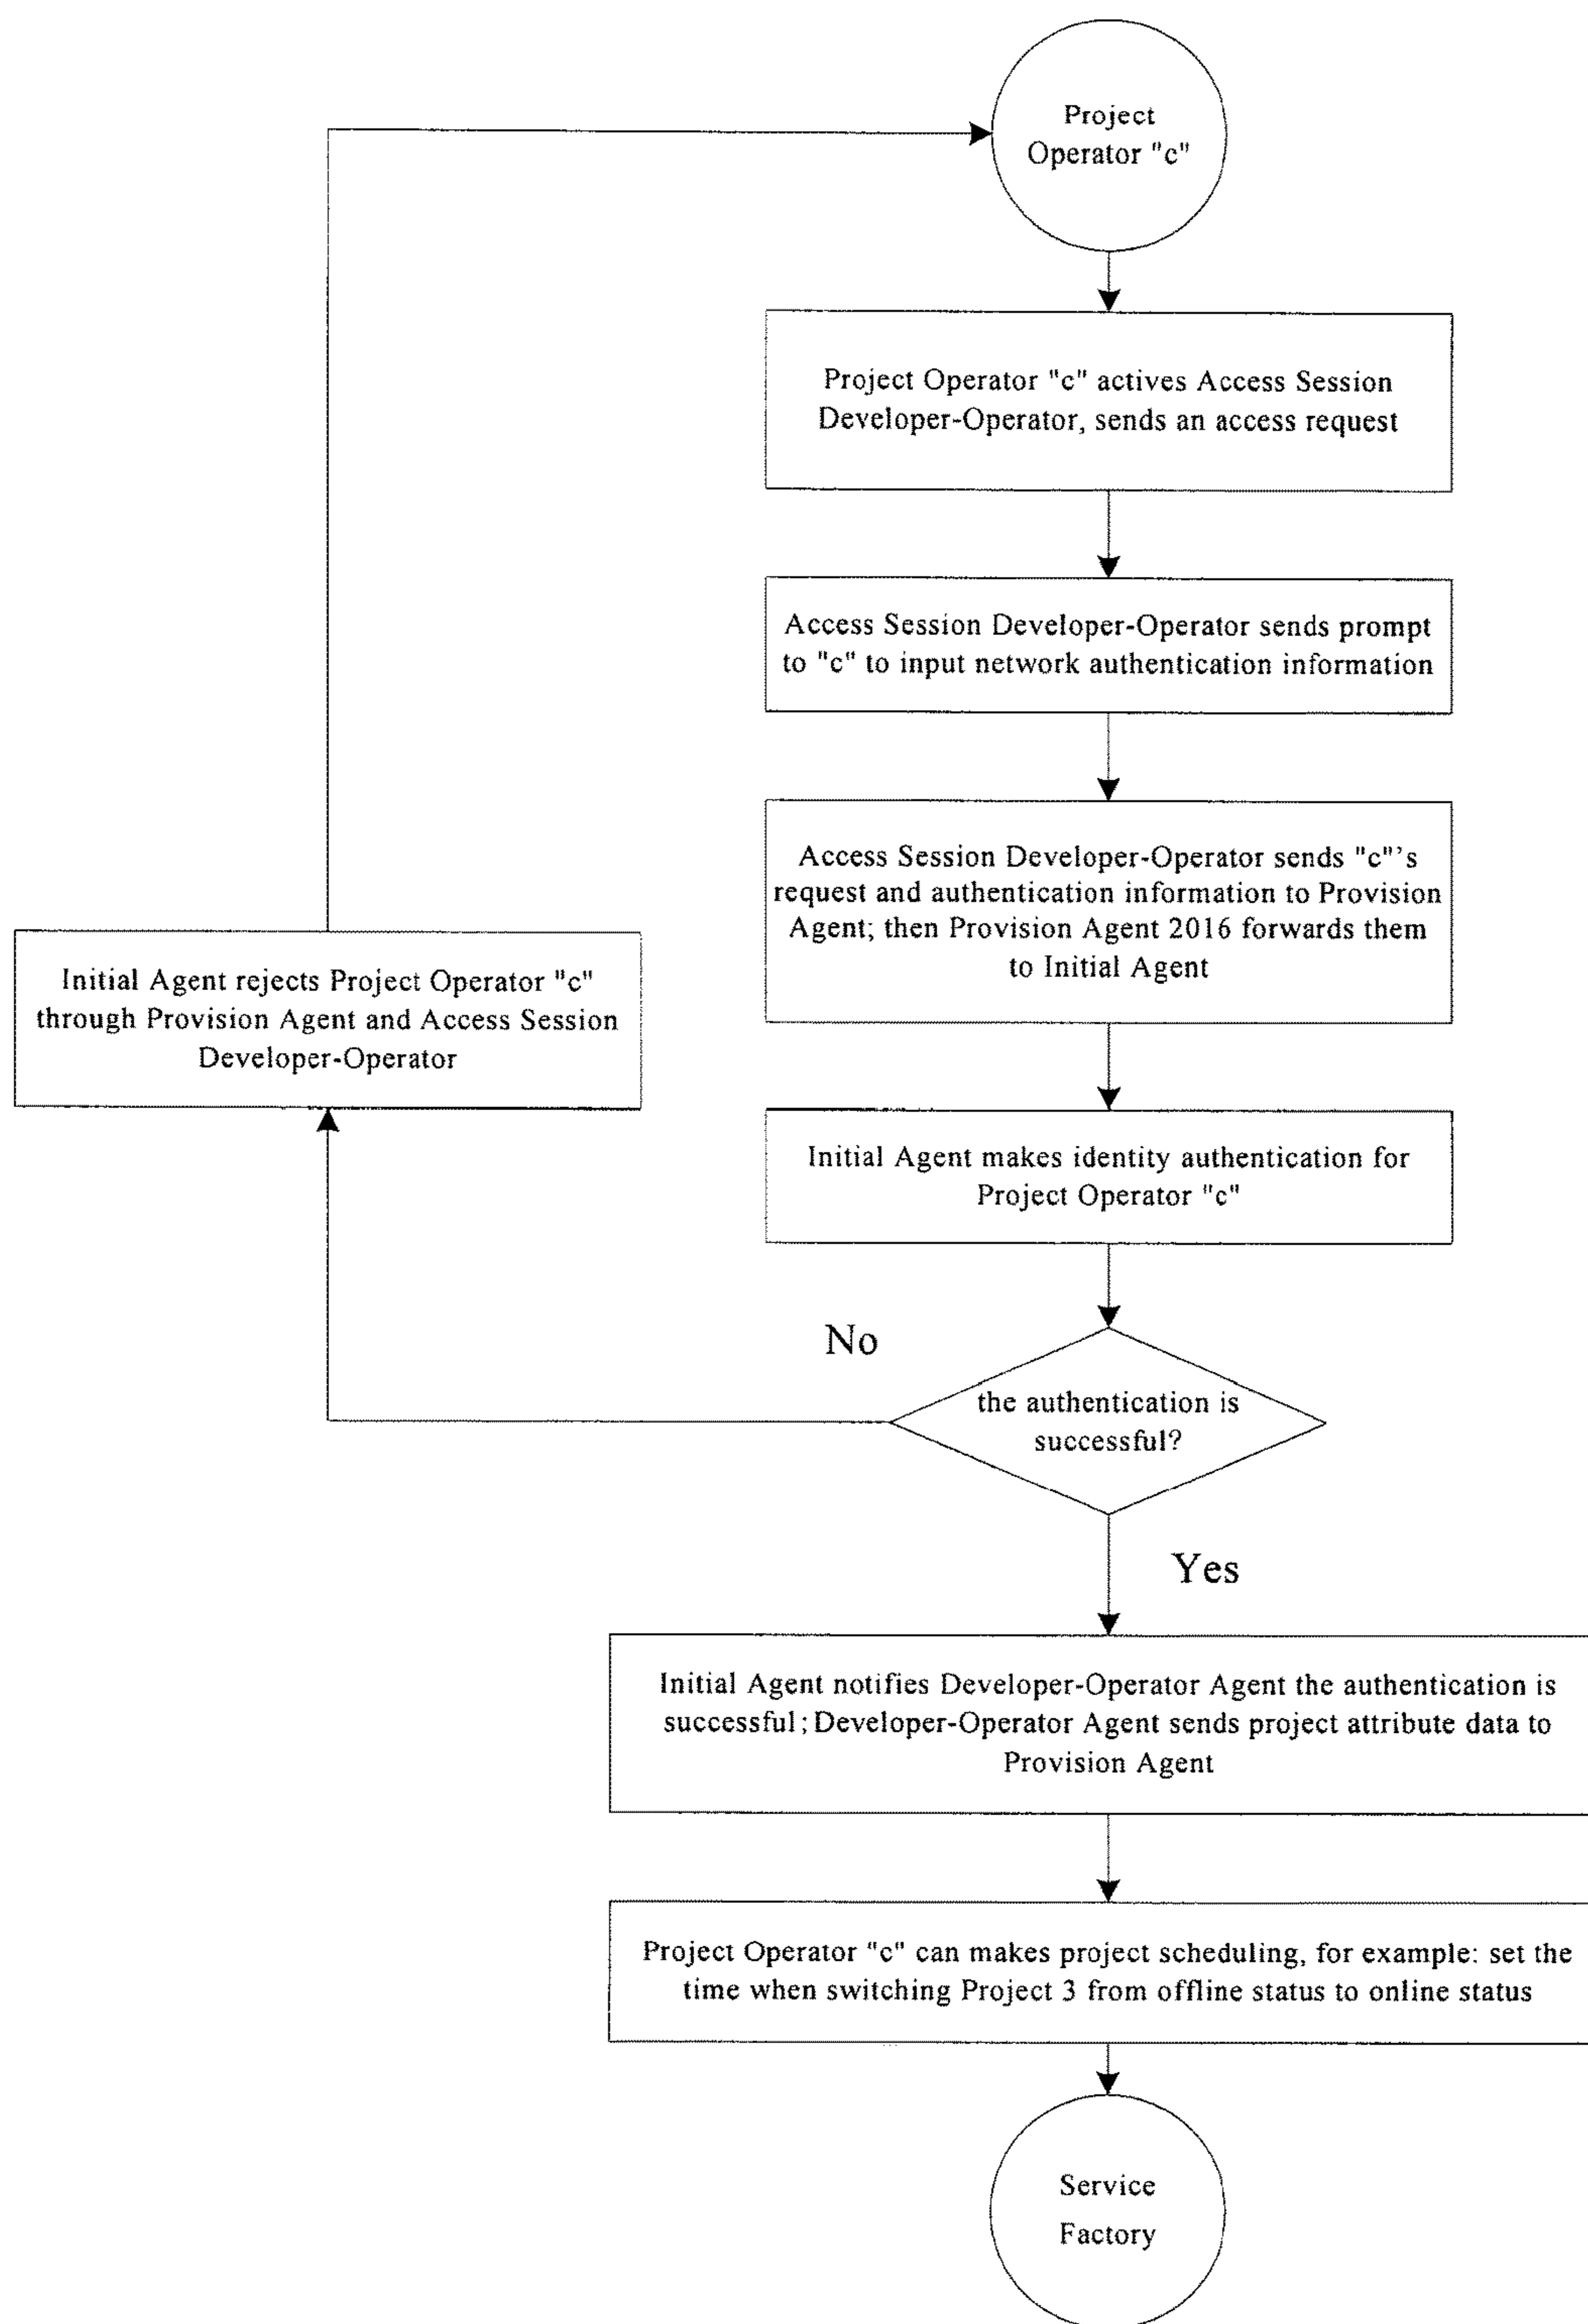 Project
Operator "c"
Project Operator "c" actives Access Session
Developer-Operator, sends an access request
Access Session Developer-Operator sends prompt
to "c" to input network authentication information
Access Session Developer-Operator sends "c"'s
request and authentication information to Provision
Agent; then Provision Agent 2016 forwards them
to Initial Agent
Initial Agent rejects Project Operator "c"
through Provision Agent and Access Session
Developer-Operator
Initial Agent makes identity authentication for
Project Operator "c"
No
the authentication is
successful?
Yes
Initial Agent notifies Developer-Operator Agent the authentication is
successful; Developer-Operator Agent sends project attribute data to
Provision Agent
Project Operator "c" can makes project scheduling, for example: set the
time when switching Project 3 from offline status to online status
Service
Factory